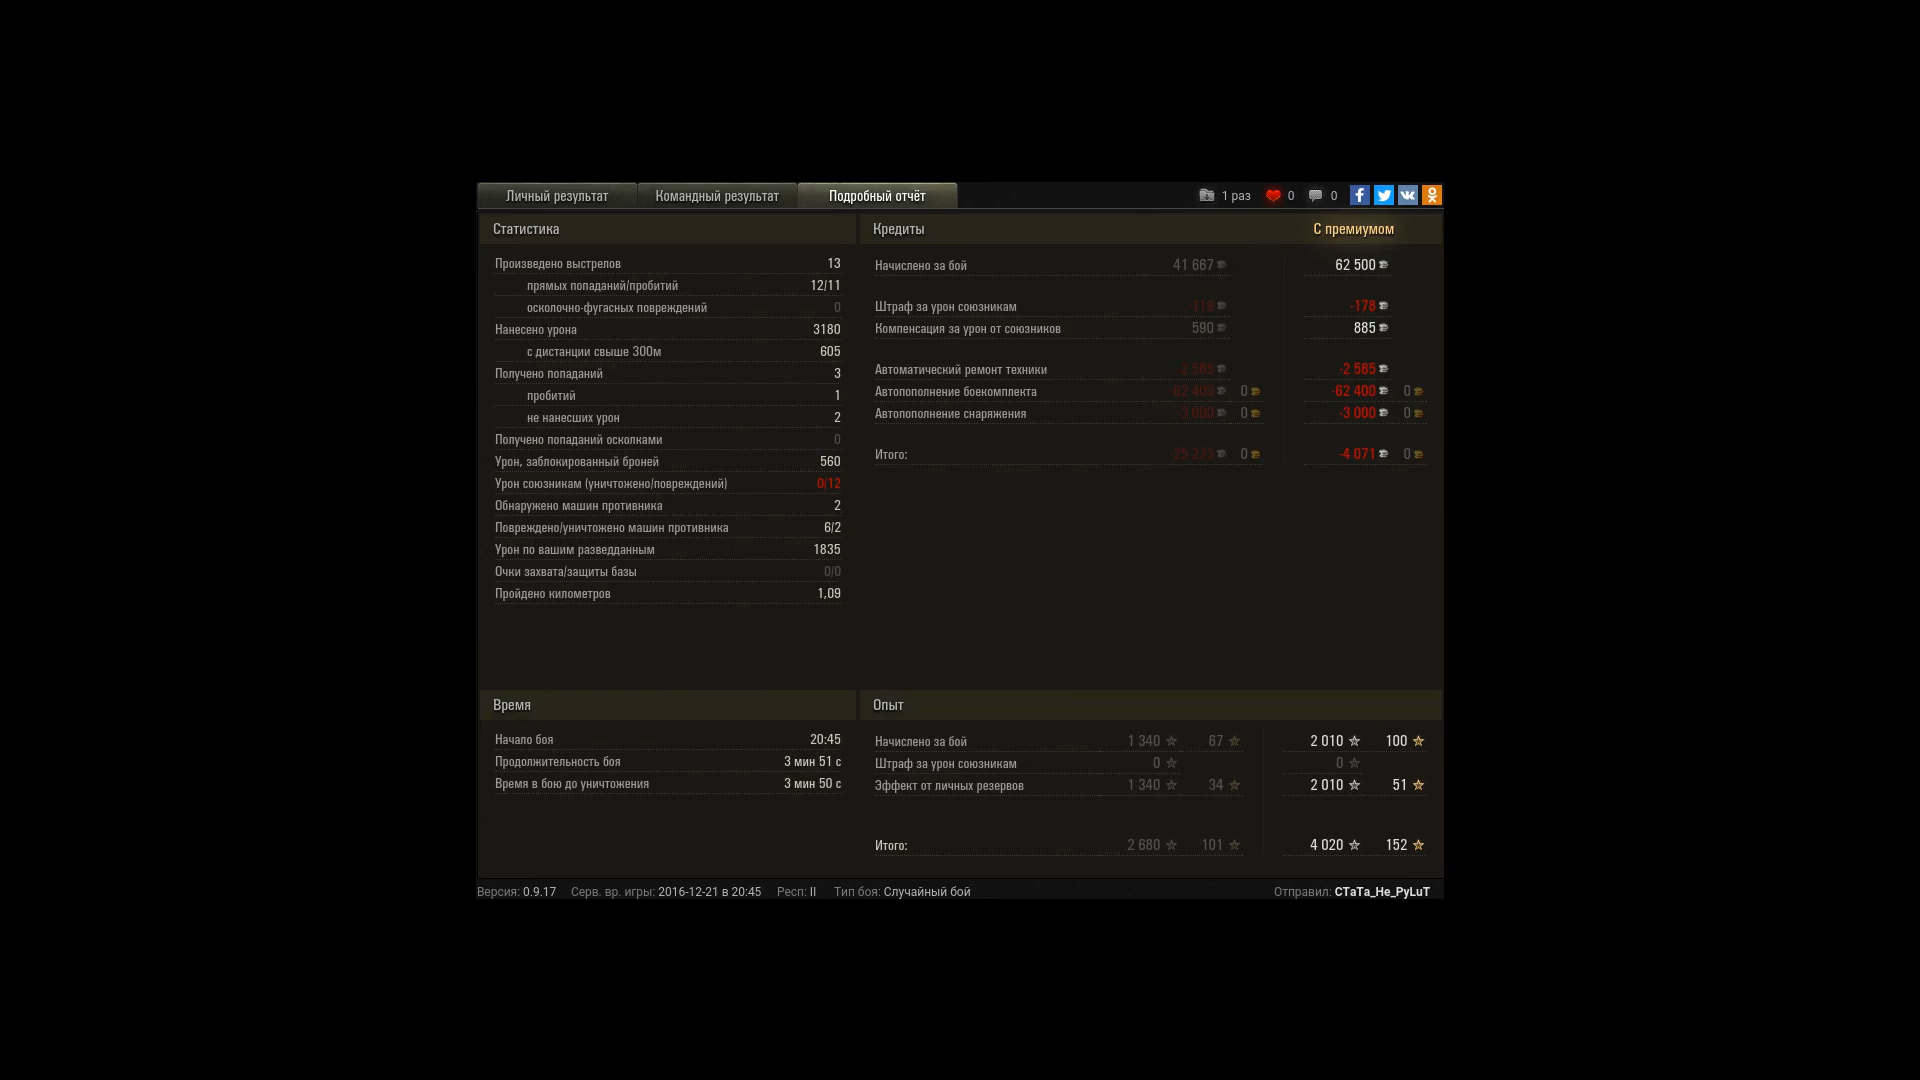 Личный результат Командный результат Подробный отчёт 1 раз 0 0
Статистика
Произведено выстрелов 13
прямых попаданий/пробитий 12/11
осколочно-фугасных повреждений 0
Нанесено урона 3180
с дистанции свыше 300м 605
Получено попаданий 3
пробитий 1
не нанесших урон 2
Получено попаданий осколками 0
Урон, заблокированный броней 560
Урон союзникам (уничтожено/повреждений) 0/12
Обнаружено машин противника 2
Повреждено/уничтожено машин противника 6/2
Урон по вашим разведданным 1835
Очки захвата/защиты базы 0/0
Пройдено километров 1,09
Кредиты С премиумом
Начислено за бой 41 667 62 500
Штраф за урон союзникам -119 -178
Компенсация за урон от союзников 590 885
Автоматический ремонт техники -2 585 -2 585
Автопополнение боекомплекта -62 400 0 -62 400 0
Автопополнение снаряжения -3 000 0 -3 000 0
Итого: -25 273 0 -4 071 0
Время
Начало боя 20:45
Продолжительность боя 3 мин 51 с
Время в бою до уничтожения 3 мин 50 с
Опыт
Начислено за бой 1 340 67 2 010 100
Штраф за урон союзникам 0 0
Эффект от личных резервов 1 340 34 2 010 51
Итого: 2 680 101 4 020 152
Версия: 0.9.17 Серв. вр. игры: 2016-12-21 в 20:45 Респ: II Тип боя: Случайный бой Отправил: CTaTa_He_PyLuT